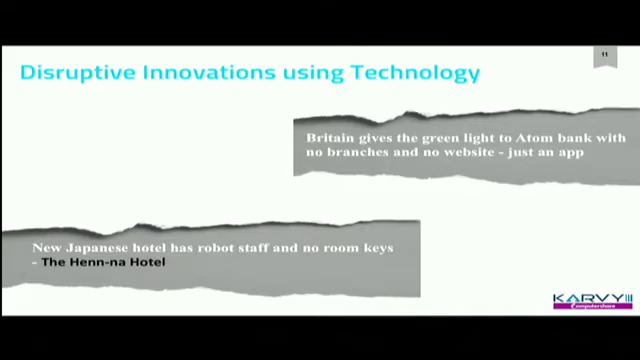 11
Disruptive Innovations using Technology
Britain gives the green light to Atom bank with
no branches and no website - just an app
New Japanese hotel has robot staff and no room keys
- The Henn-na Hotel
KARVY
Computershare